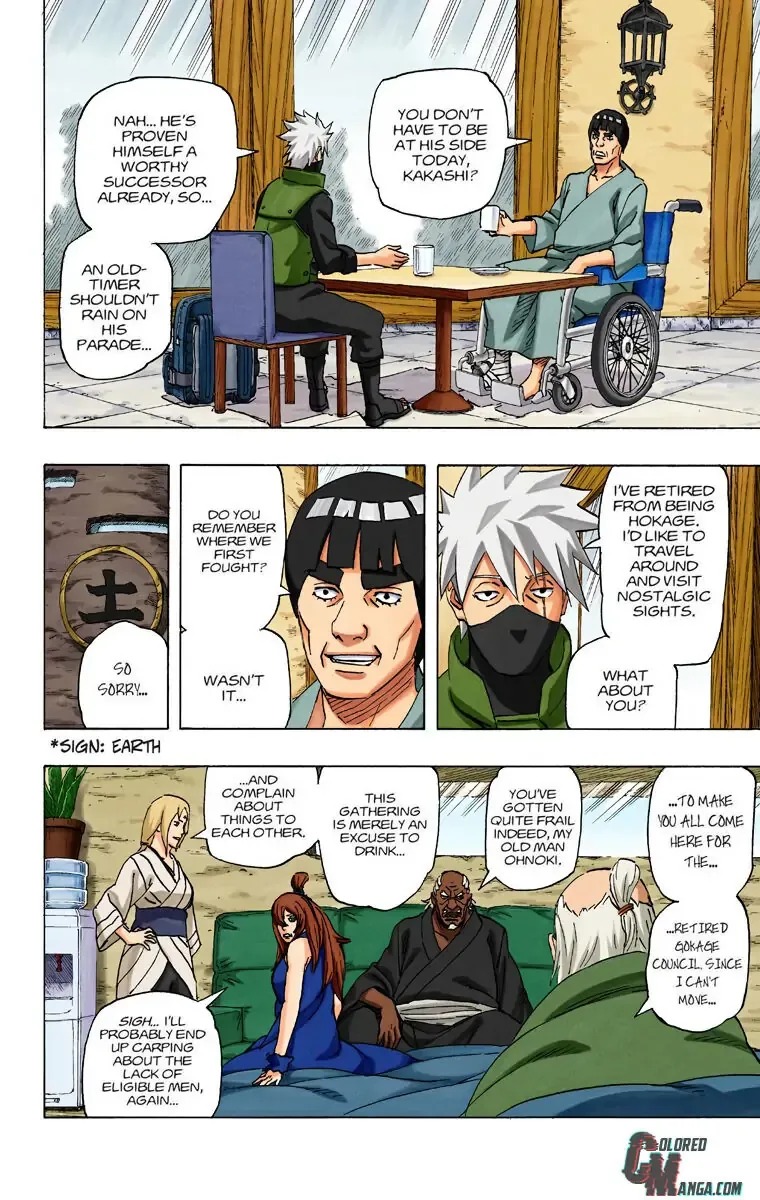 YOU DON'T
HAVE TO BE
AT HIS SIDE
TODAY,
KAKASHI?
NAH... HE'S
PROVEN
HIMSELF A
WORTHY
SUCCESSOR
ALREADY, SO...
AN OLD-
TIMER
SHOULDN'T
RAIN ON
HIS
PARADE...
I'VE RETIRED
FROM BEING
HOKAGE.
I'D LIKE TO
TRAVEL
AROUND
AND VISIT
NOSTALGIC
SIGHTS.
WHAT
ABOUT
YOU?
DO YOU
REMEMBER
WHERE WE
FIRST
FOUGHT?
WASN'T
IT...
土
SO
SORRY...
*SIGN: EARTH
...TO MAKE
YOU ALL COME
HERE FOR
THE...
...RETIRED
GOKAGE
COUNCIL, SINCE
I CAN'T
MOVE...
YOU'VE
GOTTEN
QUITE FRAIL
INDEED, MY
OLD MAN
OHNOKI.
THIS
GATHERING
IS MERELY AN
EXCUSE TO
DRINK...
...AND
COMPLAIN
ABOUT
THINGS TO
EACH OTHER.
SIGH... I'LL
PROBABLY END
UP CARPING
ABOUT THE
LACK OF
ELIGIBLE MEN,
AGAIN...
COLORED
MANGA.COM